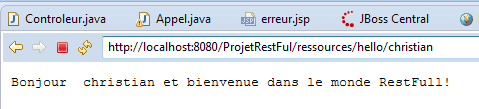 Controleur.java Appel.java erreur.jsp JBoss Central
http://localhost:8080/ProjetRestFul/ressources/hello/christian
Bonjour christian et bienvenue dans le monde RestFull!